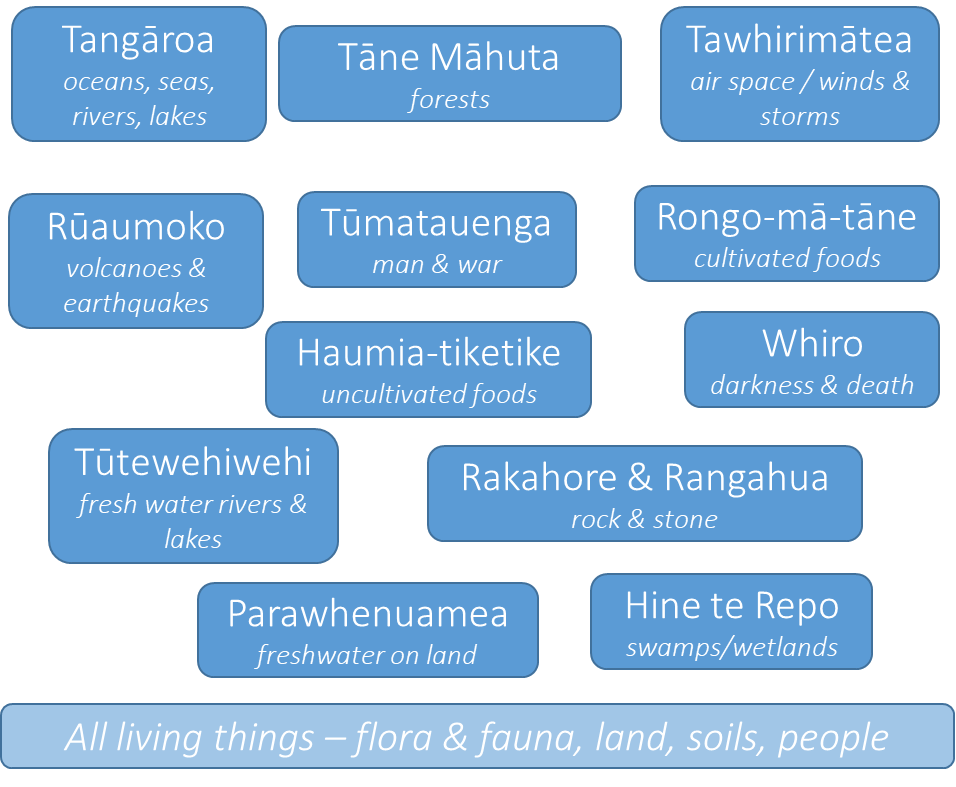 Tangāroa
oceans, seas,
rivers, lakes
Tāne Māhuta
forests
Tawhirimātea
air space / winds &
storms
Rūaumoko
volcanoes &
earthquakes
Tūmatauenga
man & war
Rongo-mā-tāne
cultivated foods
Haumia-tiketike
uncultivated foods
Whiro
darkness & death
Tūtewehiwehi
fresh water rivers &
lakes
Rakahore & Rangahua
rock & stone
Parawhenuamea
freshwater on land
Hine te Repo
swamps/wetlands
All living things – flora & fauna, land, soils, people